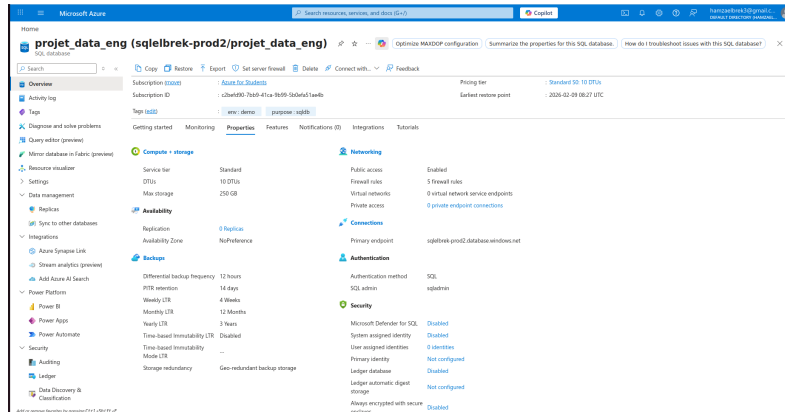 Microsoft Azure
Search resources, services, and docs (G+/)
Copilot
hamzaelbrek3@gmail.c...
DEFAULT DIRECTORY (HAMZAEL...
Home
projet_data_eng (sqlelbrek-prod2/projet_data_eng)
SQL database
Optimize MAXDOP configuration
Summarize the properties for this SQL database.
How do I troubleshoot issues with this SQL database?
Search
Copy
Restore
Export
Set server firewall
Delete
Connect with...
Feedback
Overview
Activity log
Tags
Diagnose and solve problems
Query editor (preview)
Mirror database in Fabric (preview)
Resource visualizer
Settings
Data management
Replicas
Sync to other databases
Integrations
Azure Synapse Link
Stream analytics (preview)
Add Azure AI Search
Power Platform
Power BI
Power Apps
Power Automate
Security
Auditing
Ledger
Data Discovery &
Classification
Subscription (move) : Azure for Students
Subscription ID : c2befd90-7bb9-41ca-9b99-5b0efa51ae4b
Pricing tier : Standard S0: 10 DTUs
Earliest restore point : 2026-02-09 08:27 UTC
Tags (edit) : env : demo purpose : sqldb
Getting started Monitoring Properties Features Notifications (0) Integrations Tutorials
Compute + storage
Service tier Standard
DTUs 10 DTUs
Max storage 250 GB
Availability
Replication 0 Replicas
Availability Zone NoPreference
Backups
Differential backup frequency 12 hours
PITR retention 14 days
Weekly LTR 4 Weeks
Monthly LTR 12 Months
Yearly LTR 3 Years
Time-based Immutability LTR Disabled
Time-based Immutability
Mode LTR --
Storage redundancy Geo-redundant backup storage
Networking
Public access Enabled
Firewall rules 5 firewall rules
Virtual networks 0 virtual network service endpoints
Private access 0 private endpoint connections
Connections
Primary endpoint sqlelbrek-prod2.database.windows.net
Authentication
Authentication method SQL
SQL admin sqladmin
Security
Microsoft Defender for SQL Disabled
System assigned identity Disabled
User assigned identities 0 identities
Primary identity Not configured
Ledger database Disabled
Ledger automatic digest
storage Not configured
Always encrypted with secure
Disabled